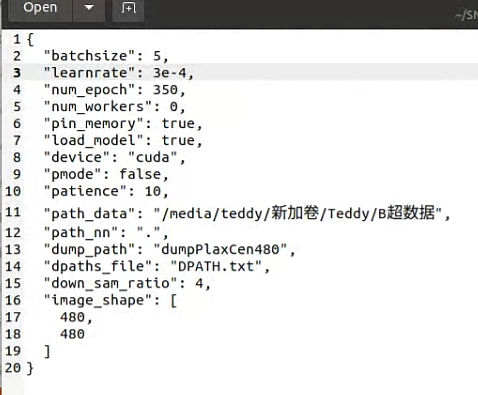 Open
~/SN
1 {
2 "batchsize": 5,
3 "learnrate": 3e-4,
4 "num_epoch": 350,
5 "num_workers": 0,
6 "pin_memory": true,
7 "load_model": true,
8 "device": "cuda",
9 "pmode": false,
10 "patience": 10,
11 "path_data": "/media/teddy/新加卷/Teddy/B超数据",
12 "path_nn": ".",
13 "dump_path": "dumpPlaxCen480",
14 "dpaths_file": "DPATH.txt",
15 "down_sam_ratio": 4,
16 "image_shape": [
17 480,
18 480
19 ]
20 }